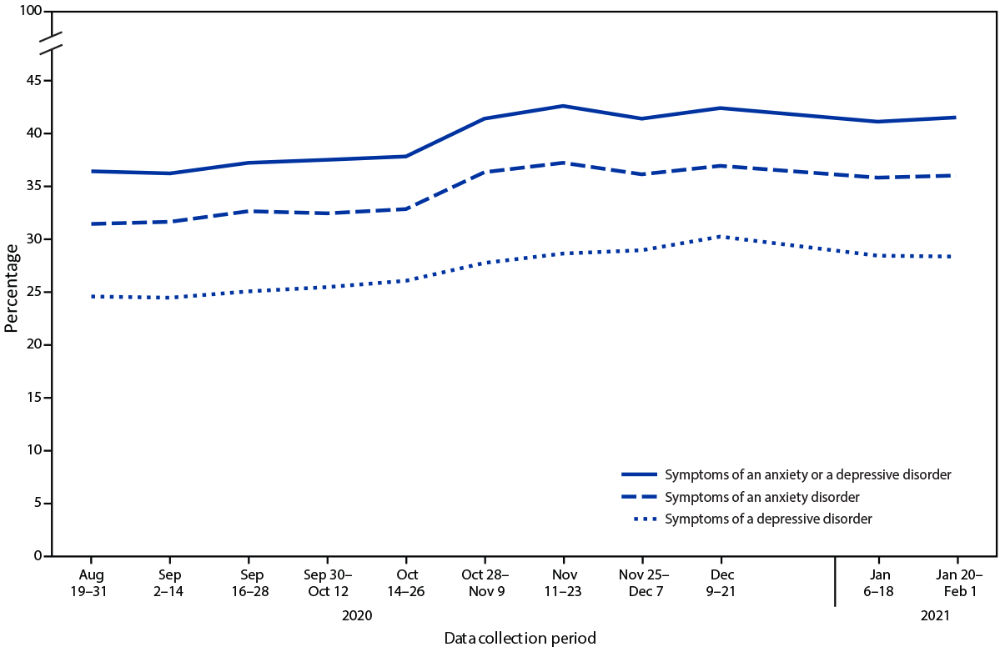 100
45
40
35
30
25
20
15
10
5
0
Percentage
Symptoms of an anxiety or a depressive disorder
Symptoms of an anxiety disorder
Symptoms of a depressive disorder
Aug
19–31
Sep
2–14
Sep
16–28
Sep 30–
Oct 12
Oct
14–26
Oct 28–
Nov 9
Nov
11–23
Nov 25–
Dec 7
Dec
9–21
Jan
6–18
Jan 20–
Feb 1
2020
2021
Data collection period